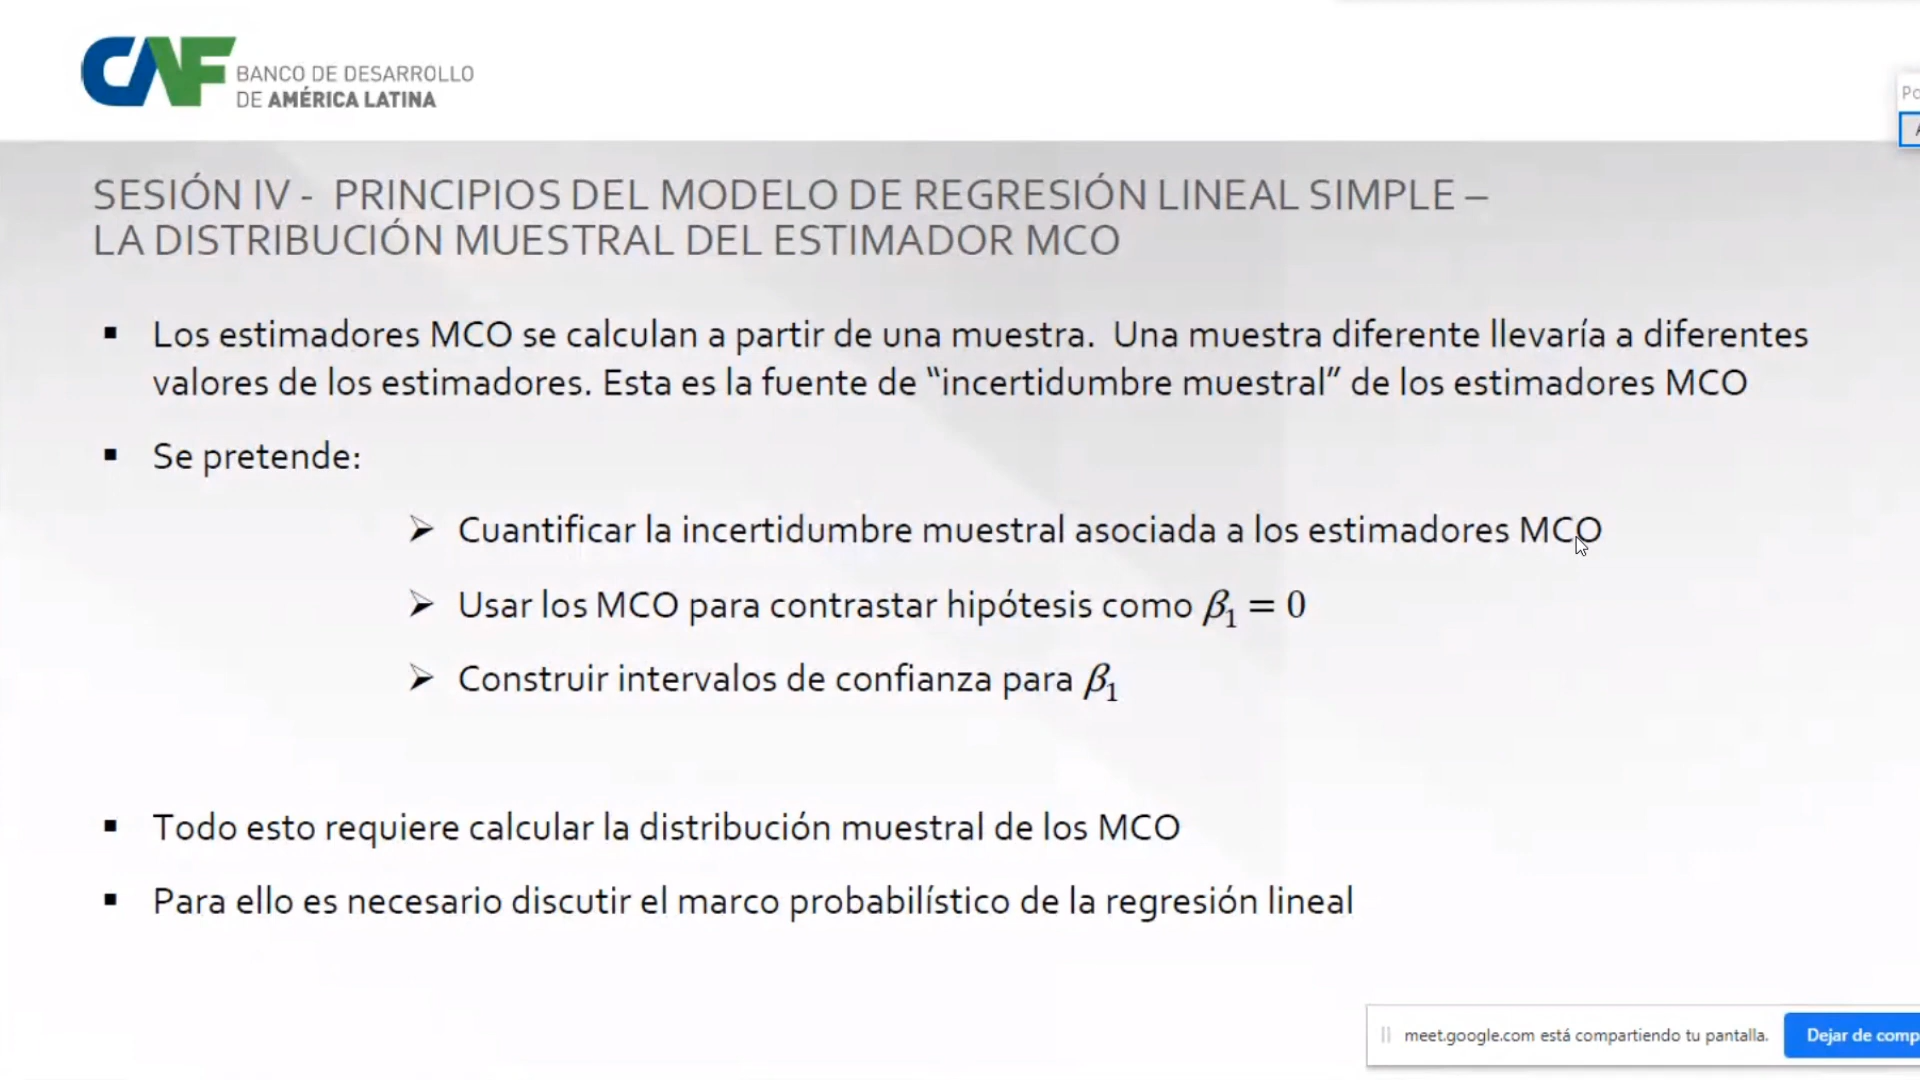 CAF BANCO DE DESARROLLO
DE AMÉRICA LATINA
SESIÓN IV - PRINCIPIOS DEL MODELO DE REGRESIÓN LINEAL SIMPLE –
LA DISTRIBUCIÓN MUESTRAL DEL ESTIMADOR MCO
▪ Los estimadores MCO se calculan a partir de una muestra. Una muestra diferente llevaría a diferentes
valores de los estimadores. Esta es la fuente de “incertidumbre muestral” de los estimadores MCO
▪ Se pretende:
➢ Cuantificar la incertidumbre muestral asociada a los estimadores MCO
➢ Usar los MCO para contrastar hipótesis como β₁ = 0
➢ Construir intervalos de confianza para β₁
▪ Todo esto requiere calcular la distribución muestral de los MCO
▪ Para ello es necesario discutir el marco probabilístico de la regresión lineal
meet.google.com está compartiendo tu pantalla. Dejar de comp